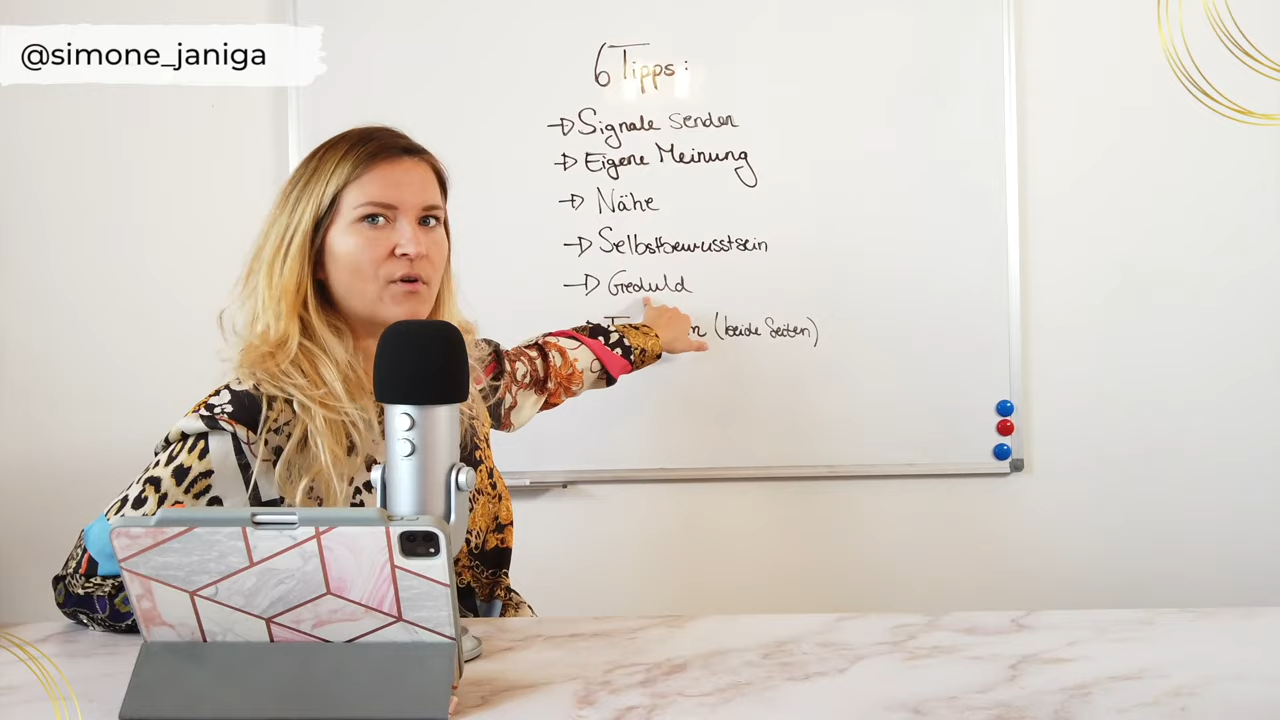 @simone_janiga
6 Tipps:
Signale senden
Eigene Meinung
Nähe
Selbstbewusstsein
Geduld
(beide Seiten)